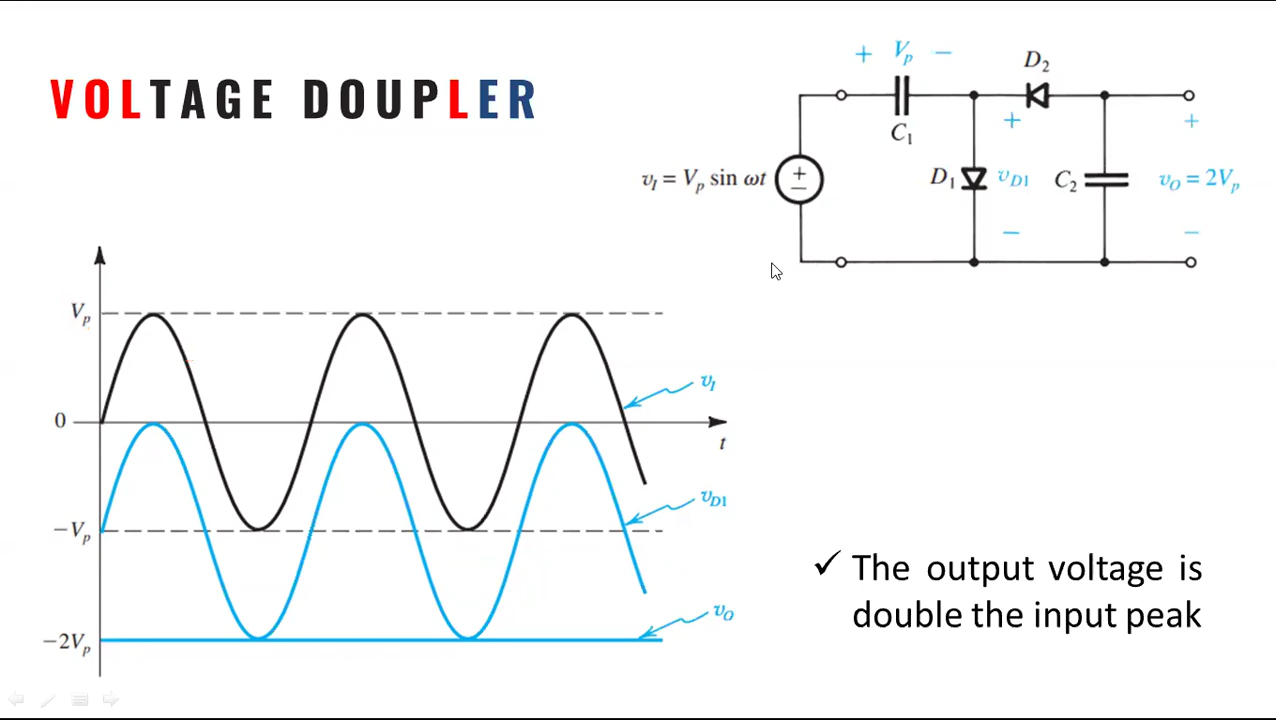 VOLTAGE DOUPLER
+ Vp −
D2
C1
+
+
vI = Vp sin ωt
+
−
D1
vD1
C2
vO = 2Vp
−
−
Vp
vI
0
t
vD1
−Vp
✓ The output voltage is
double the input peak
vO
−2Vp